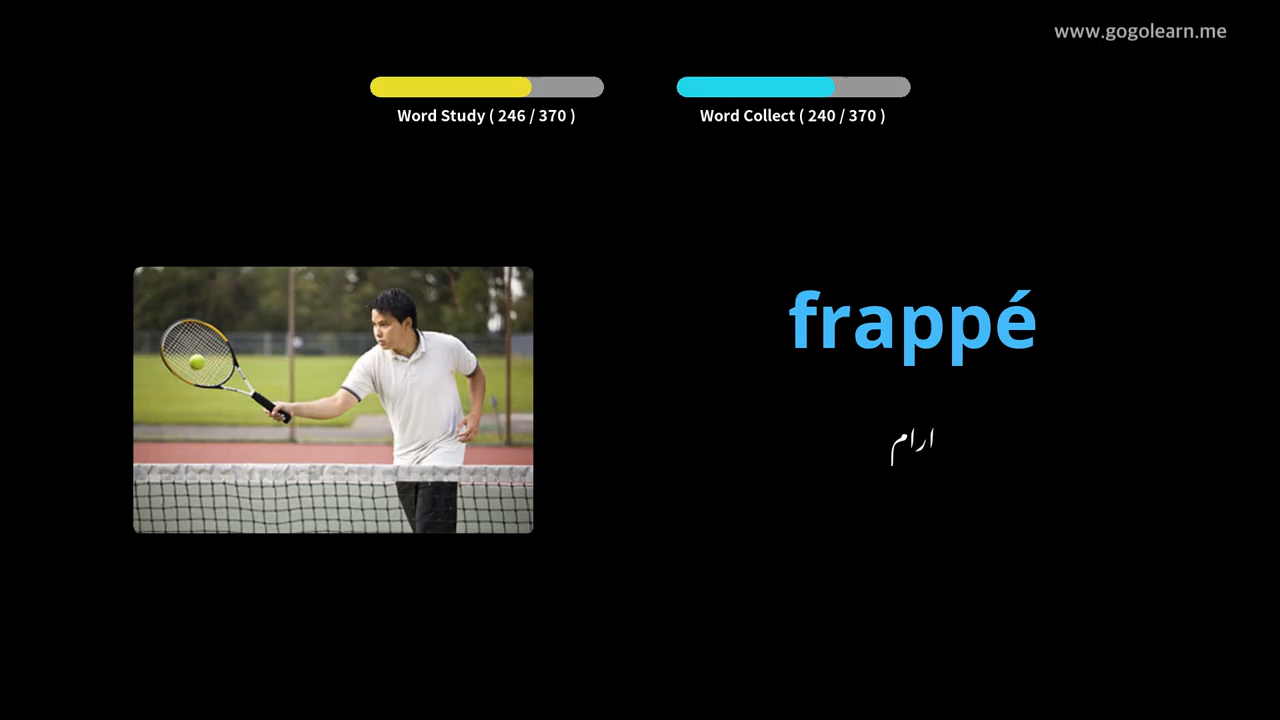 www.gogolearn.me
Word Study ( 246 / 370 )
Word Collect ( 240 / 370 )
frappé
ارام